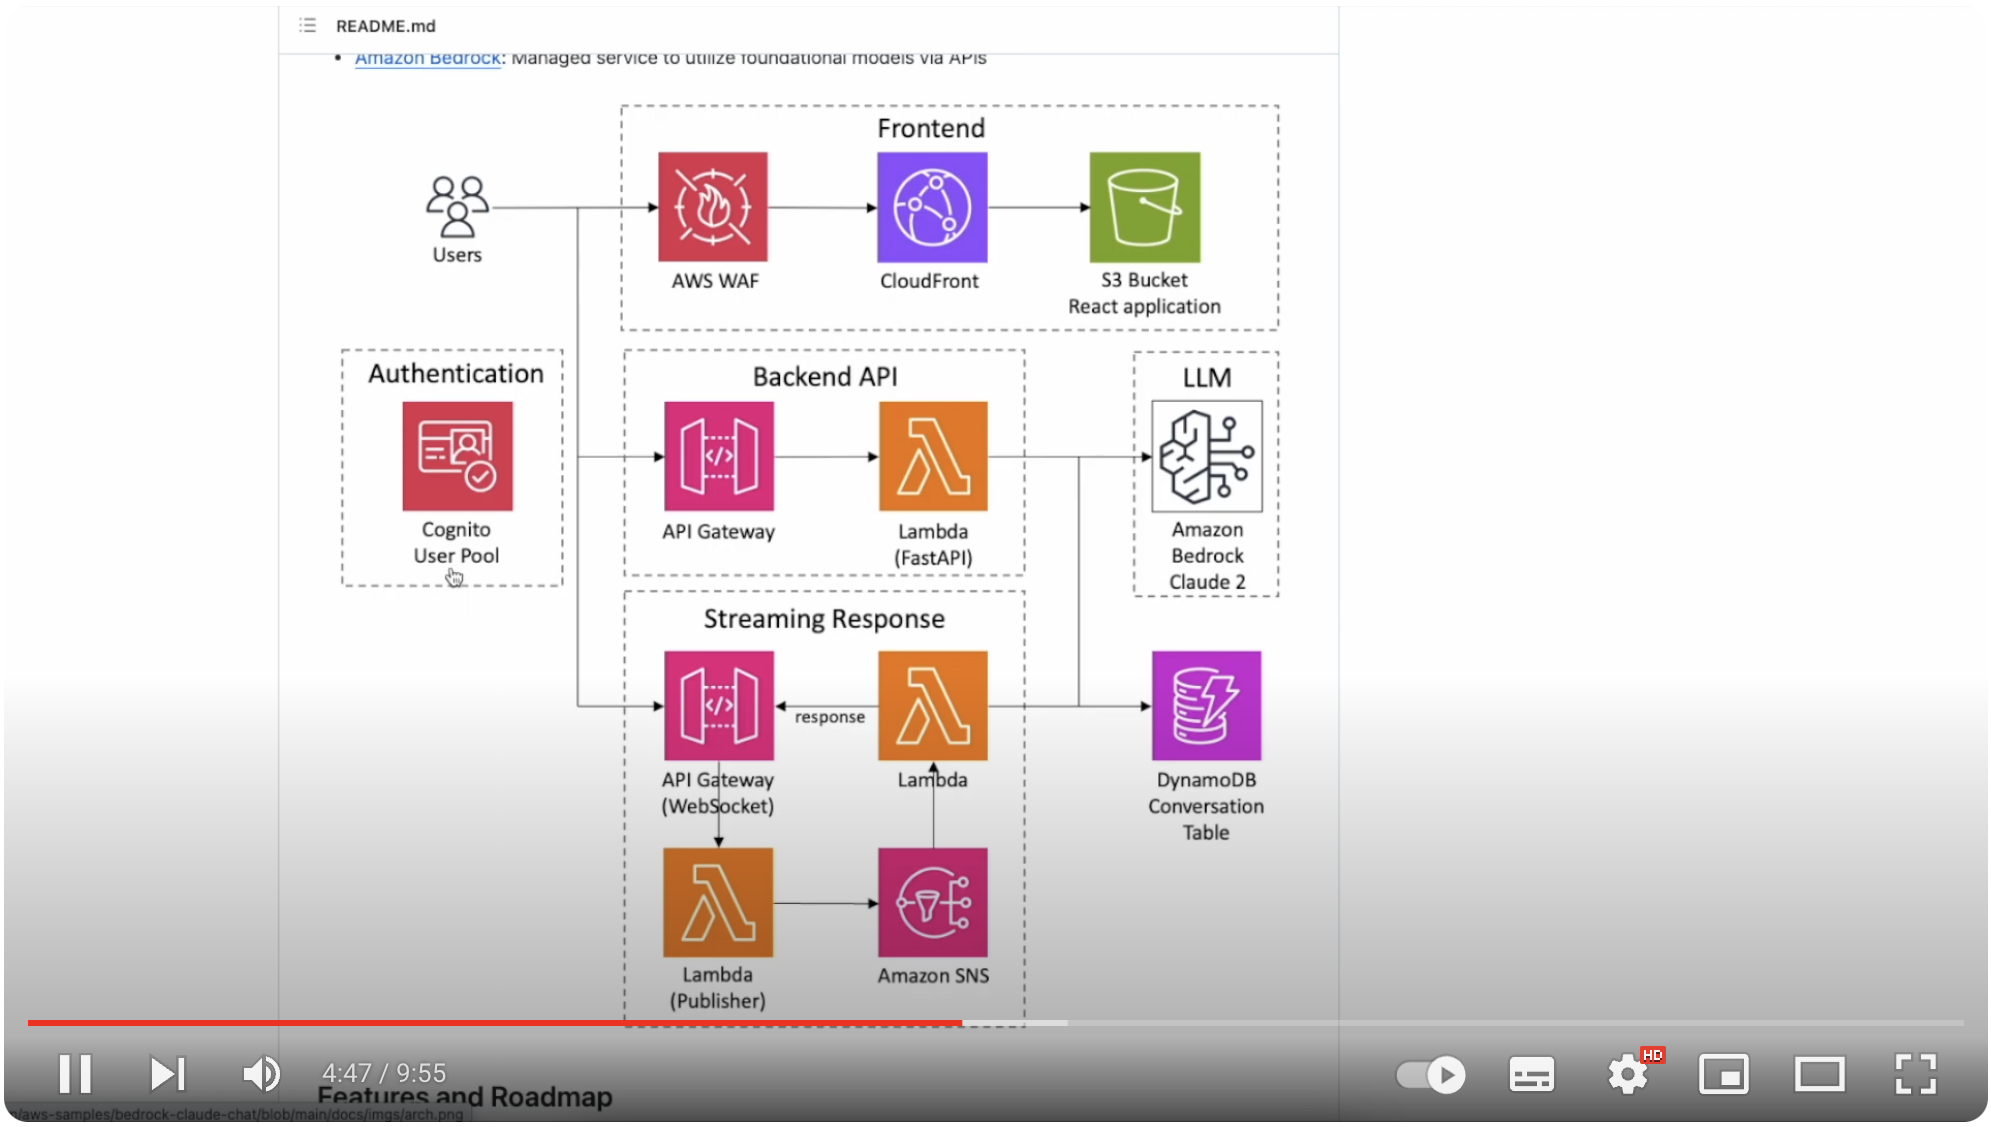 README.md
Amazon Bedrock: Managed service to utilize foundational models via APIs
Frontend
Users
AWS WAF
CloudFront
S3 Bucket
React application
Authentication
Cognito
User Pool
Backend API
API Gateway
Lambda
(FastAPI)
LLM
Amazon
Bedrock
Claude 2
Streaming Response
API Gateway
(WebSocket)
response
Lambda
DynamoDB
Conversation
Table
Lambda
(Publisher)
Amazon SNS
4:47 / 9:55
HD
Features and Roadmap
/aws-samples/bedrock-claude-chat/blob/main/docs/imgs/arch.png